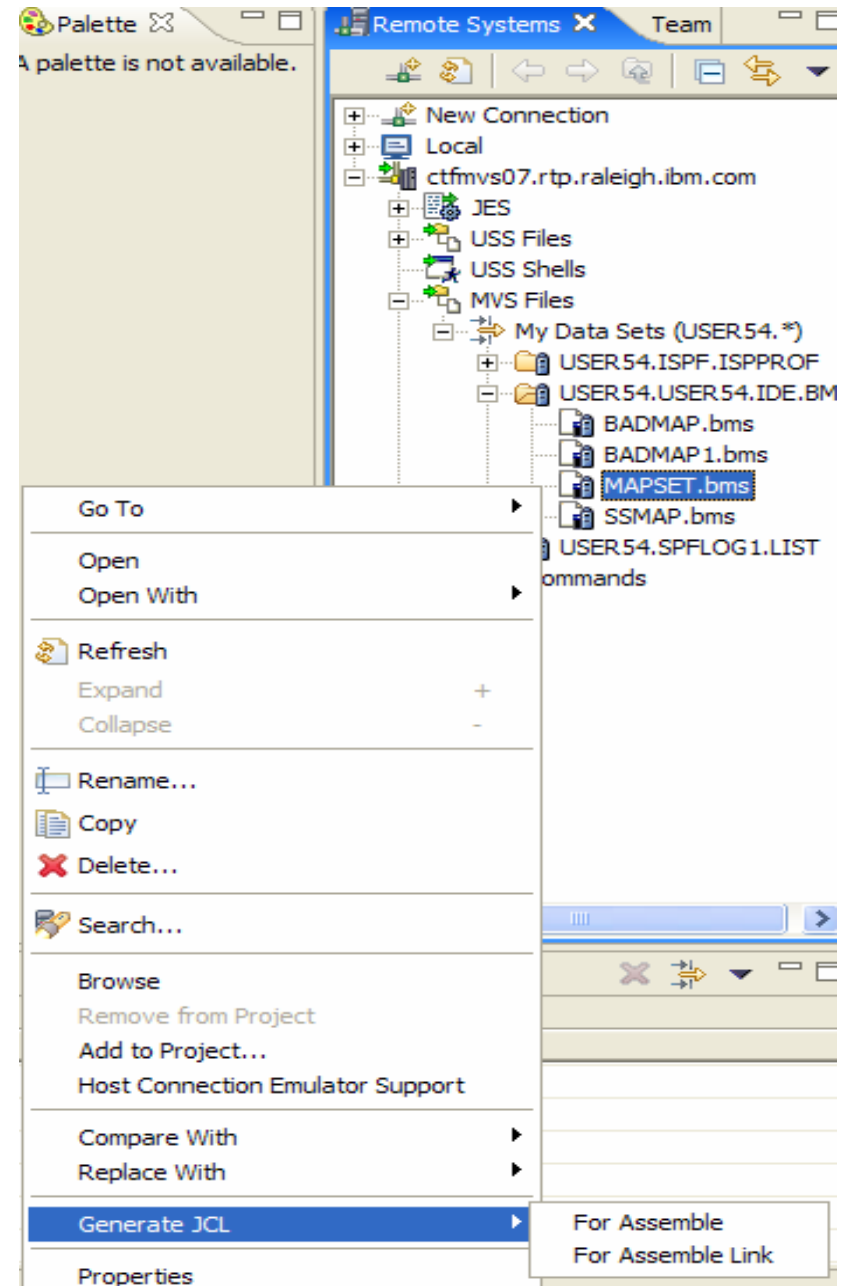 Palette
A palette is not available.
Remote Systems
Team
New Connection
Local
ctfmvs07.rtp.raleigh.ibm.com
JES
USS Files
USS Shells
MVS Files
My Data Sets (USER54.*)
USER54.ISPF.ISPPROF
USER54.USER54.IDE.BM
BADMAP.bms
BADMAP1.bms
MAPSET.bms
SSMAP.bms
USER54.SPFLOG1.LIST
ommands
Go To
Open
Open With
Refresh
Expand +
Collapse -
Rename...
Copy
Delete...
Search...
Browse
Remove from Project
Add to Project...
Host Connection Emulator Support
Compare With
Replace With
Generate JCL
For Assemble
For Assemble Link
Properties